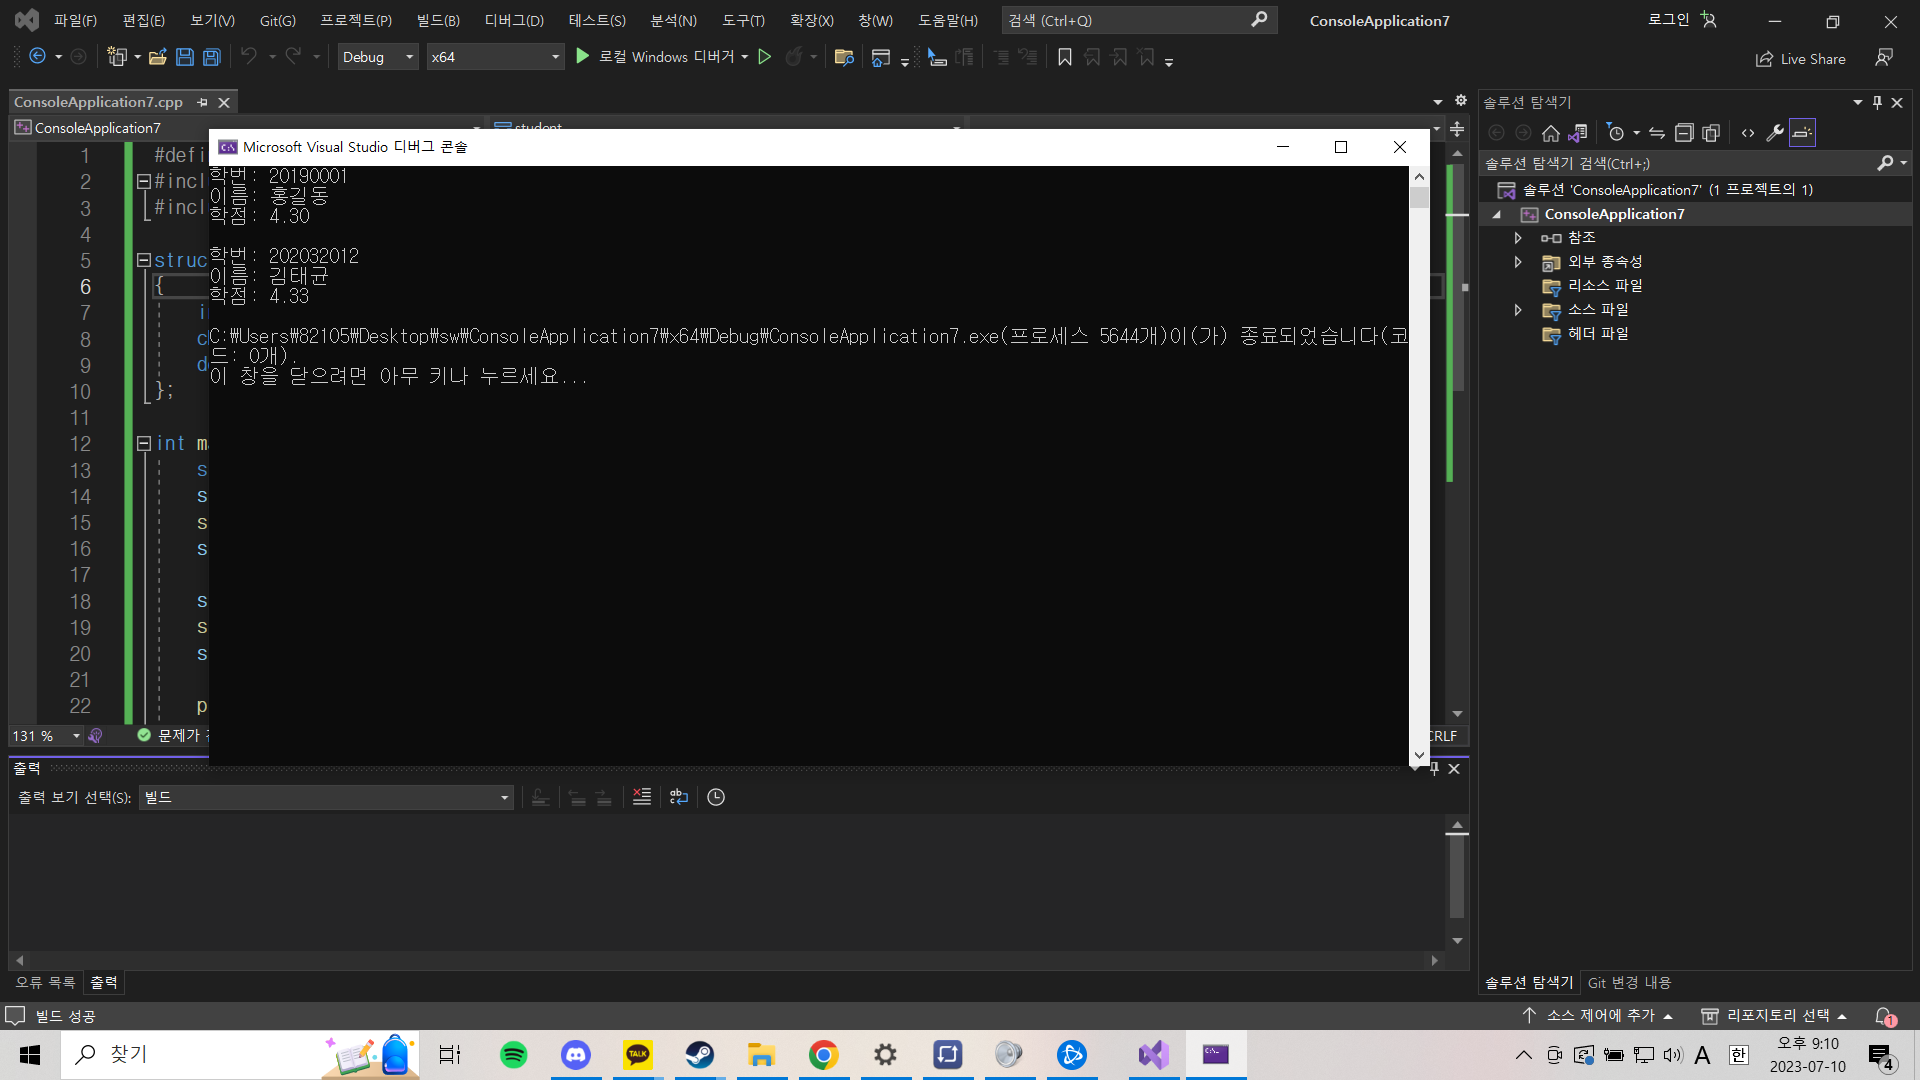 파일(F) 편집(E) 보기(V) Git(G) 프로젝트(P) 빌드(B) 디버그(D) 테스트(S) 분석(N) 도구(T) 확장(X) 창(W) 도움말(H) 검색 (Ctrl+Q) ConsoleApplication7 로그인
Debug x64 로컬 Windows 디버거 Live Share
ConsoleApplication7.cpp
ConsoleApplication7 student
Microsoft Visual Studio 디버그 콘솔
학번: 20190001
이름: 홍길동
학점: 4.30
학번: 202032012
이름: 김태균
학점: 4.33
C:₩Users₩82105₩Desktop₩sw₩ConsoleApplication7₩x64₩Debug₩ConsoleApplication7.exe(프로세스 5644개)이(가) 종료되었습니다(코
드: 0개).
이 창을 닫으려면 아무 키나 누르세요...
1 #defi
2 #incl
3 #incl
4
5 struc
6 {
7 i
8 c
9 de
10 };
11
12 int m
13 s
14 s
15 s
16 s
17
18 s
19 s
20 s
21
22 p
131 % 문제가 CRLF
솔루션 탐색기
솔루션 탐색기 검색(Ctrl+;)
솔루션 'ConsoleApplication7' (1 프로젝트의 1)
ConsoleApplication7
참조
외부 종속성
리소스 파일
소스 파일
헤더 파일
출력
출력 보기 선택(S): 빌드
오류 목록 출력
솔루션 탐색기 Git 변경 내용
빌드 성공 소스 제어에 추가 리포지토리 선택 1
찾기 TALK A 한 오후 9:10
2023-07-10 4